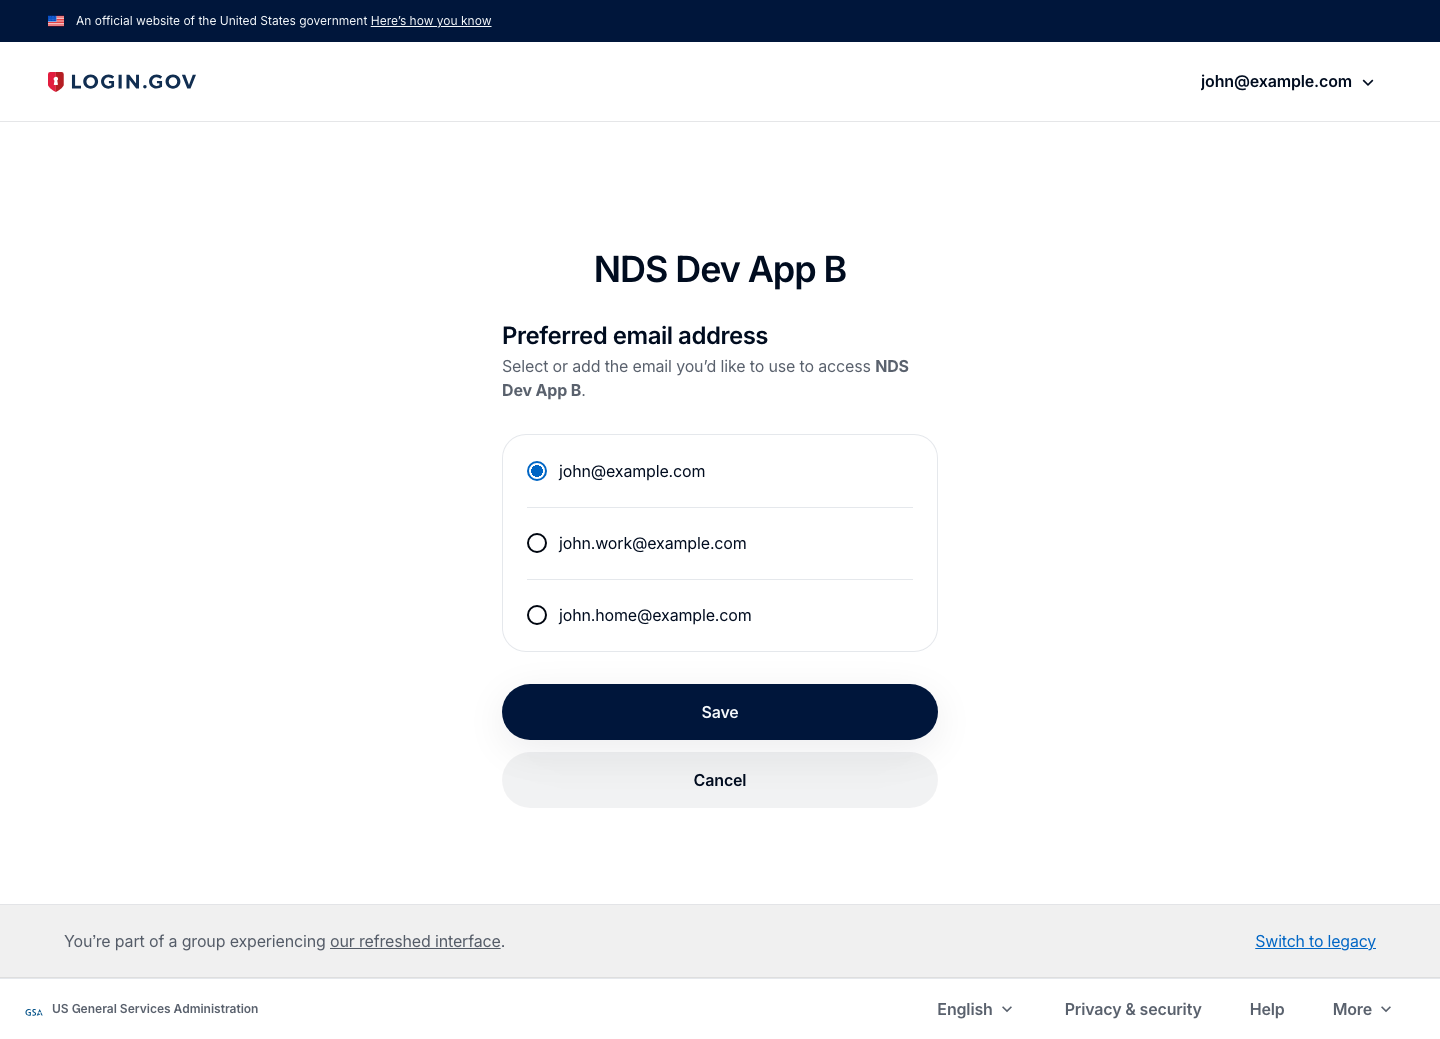 An official website of the United States government Here’s how you know
LOGIN.GOV
john@example.com
NDS Dev App B
Preferred email address
Select or add the email you’d like to use to access NDS
Dev App B.
john@example.com
john.work@example.com
john.home@example.com
Save
Cancel
You’re part of a group experiencing our refreshed interface.
Switch to legacy
GSA
US General Services Administration
English
Privacy & security
Help
More